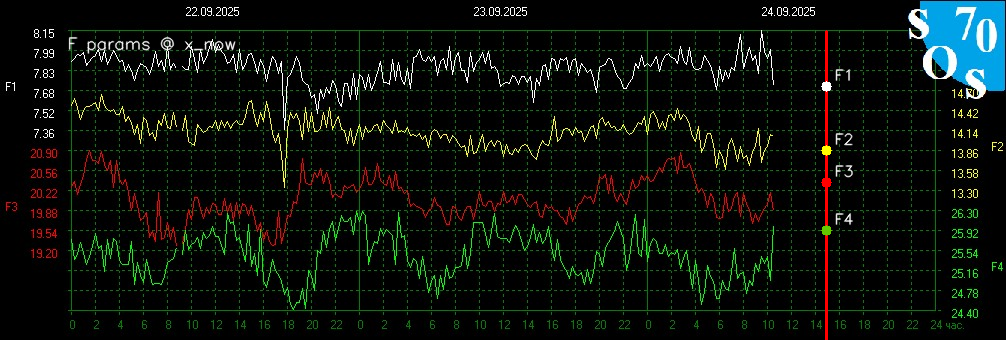 22.09.2025 23.09.2025 24.09.2025
SOS 70
F params @ x_now
8.15
7.99
7.83
F1 7.68
7.52
7.36
20.90
20.56
20.22
F3 19.88
19.54
19.20
F1
F2
F3
F4
14.42
14.14
13.86 F2
13.58
13.30
26.30
25.92
25.54
25.16 F4
24.78
24.40
0 2 4 6 8 10 12 14 16 18 20 22 0 2 4 6 8 10 12 14 16 18 20 22 0 2 4 6 8 10 12 14 16 18 20 22 24 час.